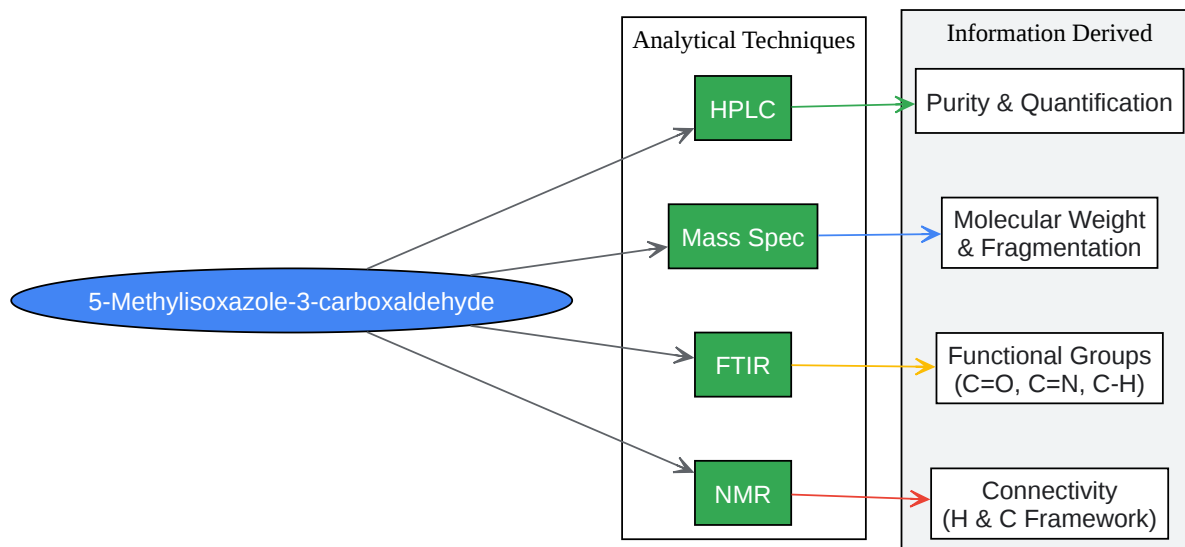 Analytical Techniques
Information Derived
HPLC
Purity & Quantification
Mass Spec
Molecular Weight
& Fragmentation
5-Methylisoxazole-3-carboxaldehyde
FTIR
Functional Groups
(C=O, C=N, C-H)
NMR
Connectivity
(H & C Framework)